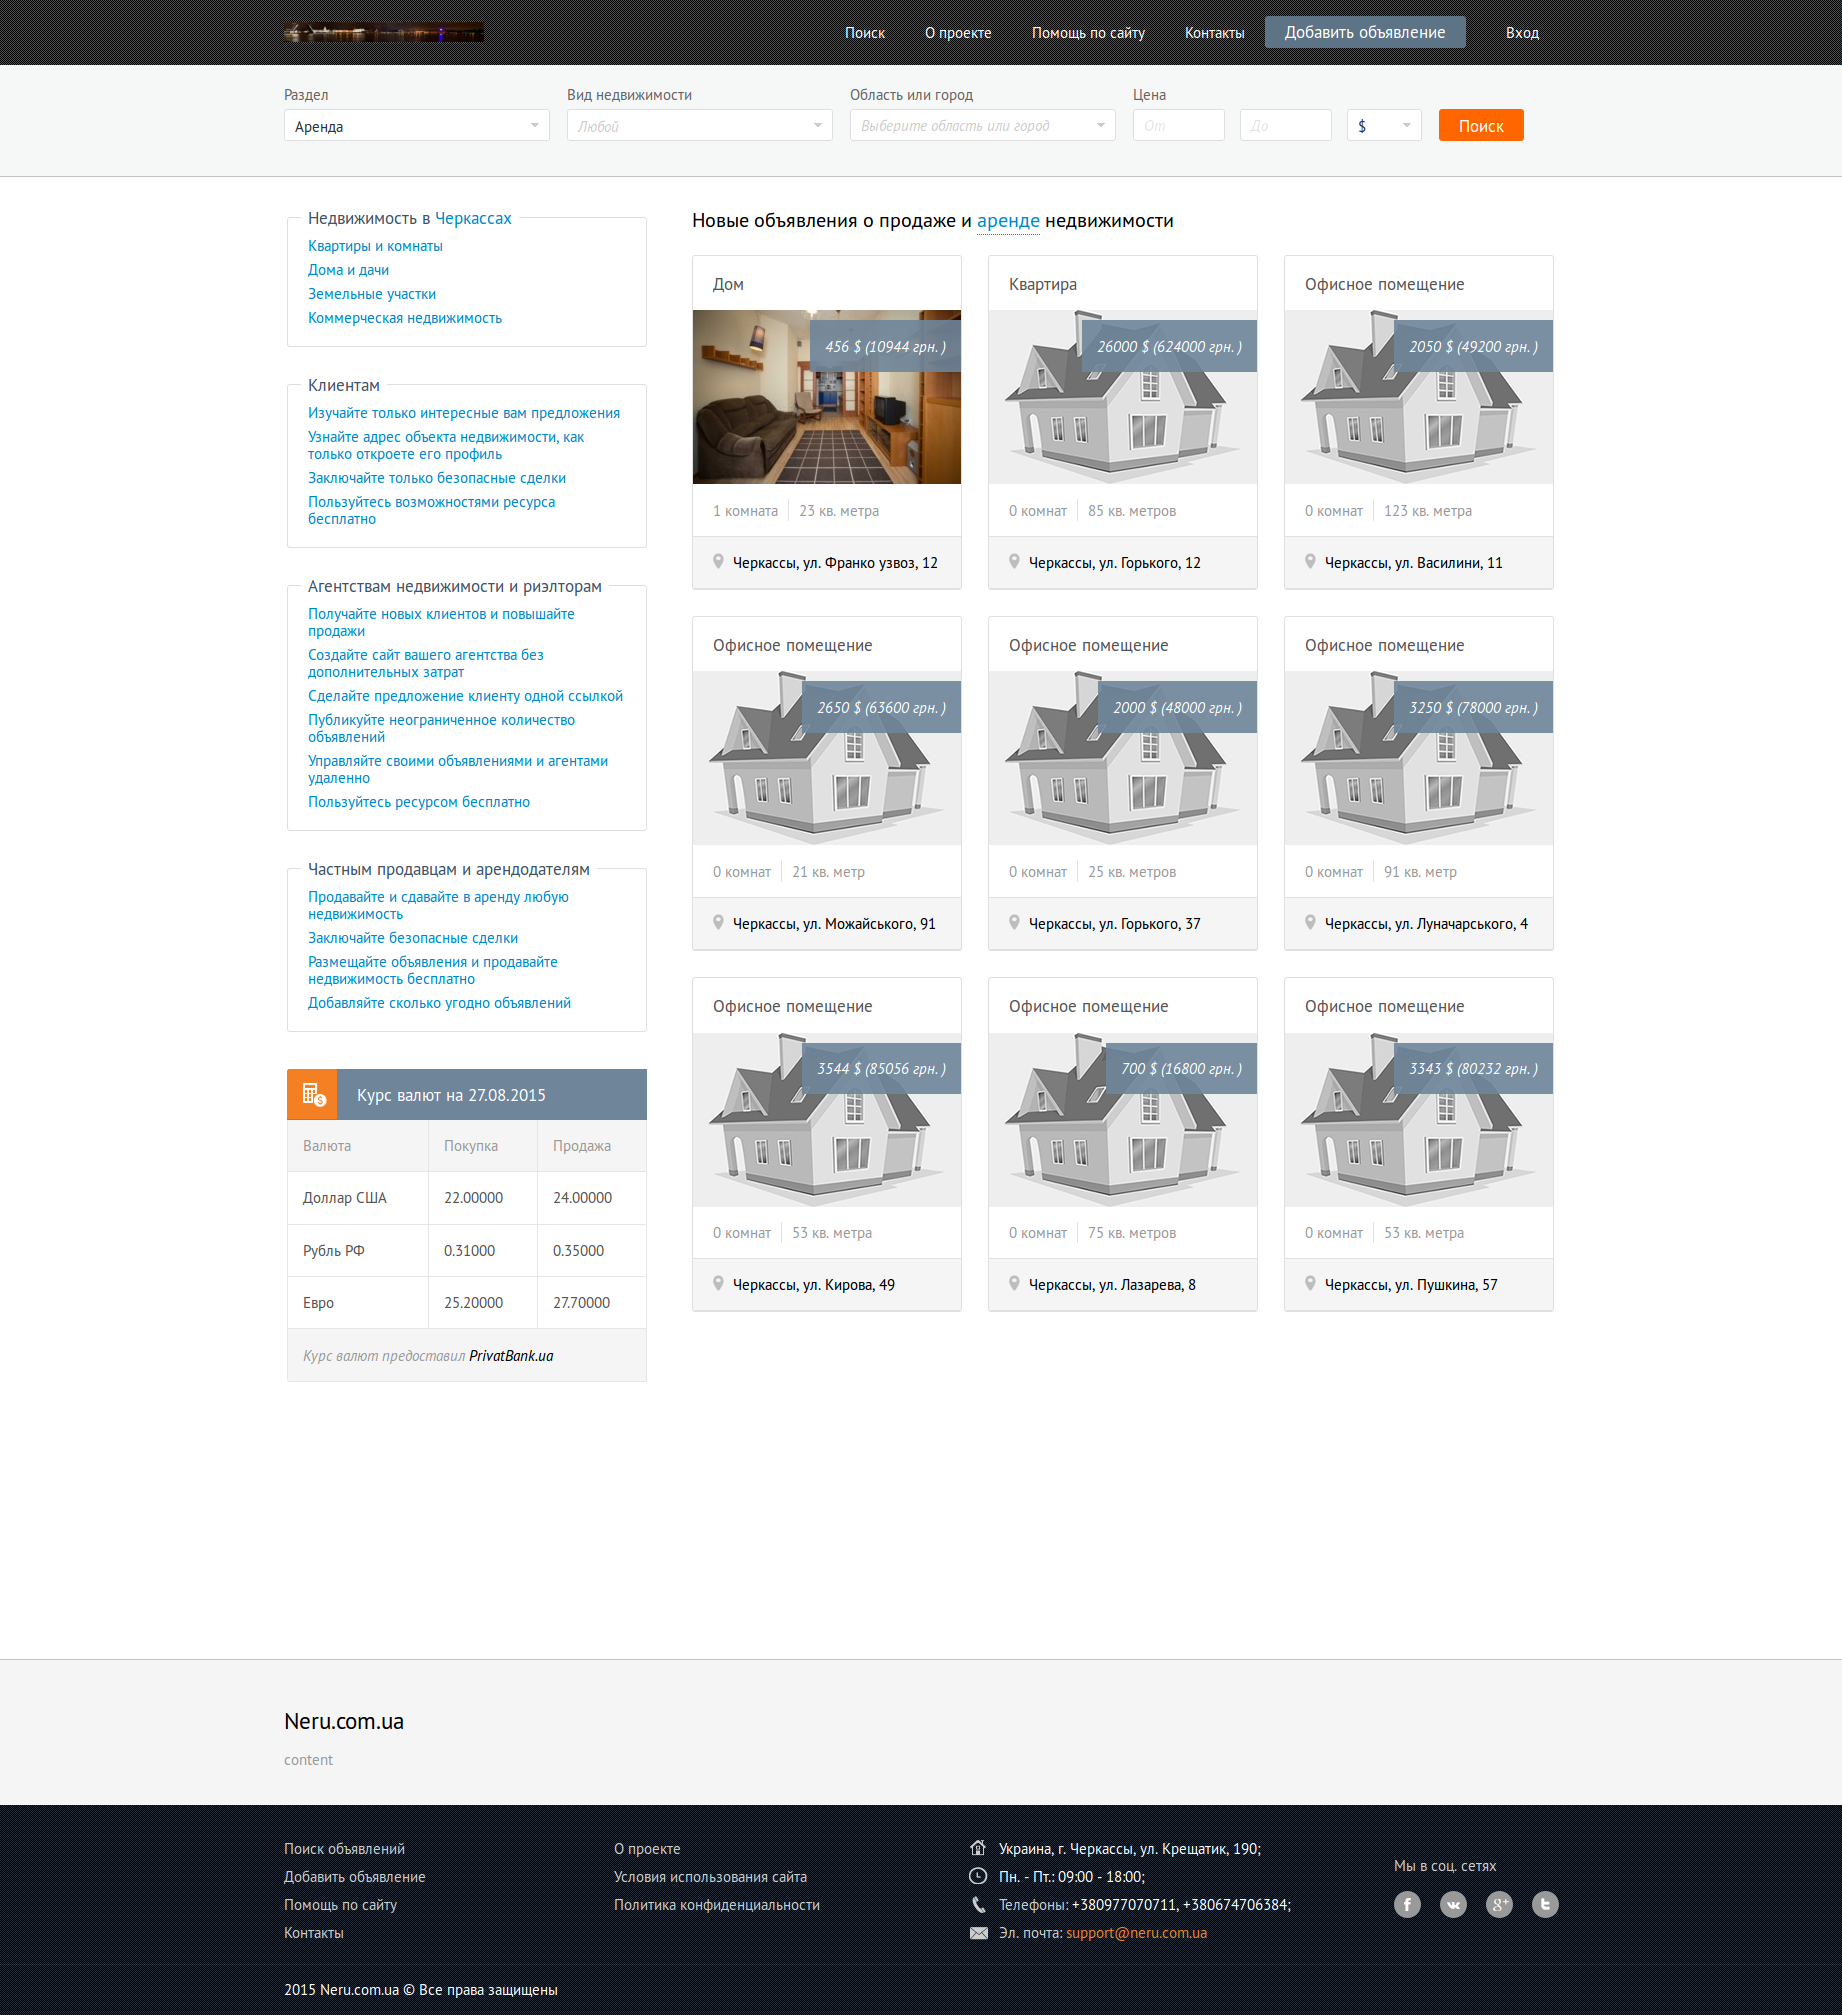 Поиск О проекте Помощь по сайту Контакты Добавить объявление Вход
Раздел Вид недвижимости Область или город Цена
Аренда Любой Выберите область или город От До $ Поиск
Недвижимость в Черкассах
Квартиры и комнаты
Дома и дачи
Земельные участки
Коммерческая недвижимость
Клиентам
Изучайте только интересные вам предложения
Узнайте адрес объекта недвижимости, как
только откроете его профиль
Заключайте только безопасные сделки
Пользуйтесь возможностями ресурса
бесплатно
Агентствам недвижимости и риэлторам
Получайте новых клиентов и повышайте
продажи
Создайте сайт вашего агентства без
дополнительных затрат
Сделайте предложение клиенту одной ссылкой
Публикуйте неограниченное количество
объявлений
Управляйте своими объявлениями и агентами
удаленно
Пользуйтесь ресурсом бесплатно
Частным продавцам и арендодателям
Продавайте и сдавайте в аренду любую
недвижимость
Заключайте безопасные сделки
Размещайте объявления и продавайте
недвижимость бесплатно
Добавляйте сколько угодно объявлений
Курс валют на 27.08.2015
Валюта Покупка Продажа
Доллар США 22.00000 24.00000
Рубль РФ 0.31000 0.35000
Евро 25.20000 27.70000
Курс валют предоставил PrivatBank.ua
Новые объявления о продаже и аренде недвижимости
Дом
456 $ (10944 грн. )
1 комната 23 кв. метра
Черкассы, ул. Франко узвоз, 12
Квартира
26000 $ (624000 грн. )
0 комнат 85 кв. метров
Черкассы, ул. Горького, 12
Офисное помещение
2050 $ (49200 грн. )
0 комнат 123 кв. метра
Черкассы, ул. Василини, 11
Офисное помещение
2650 $ (63600 грн. )
0 комнат 21 кв. метр
Черкассы, ул. Можайського, 91
Офисное помещение
2000 $ (48000 грн. )
0 комнат 25 кв. метров
Черкассы, ул. Горького, 37
Офисное помещение
3250 $ (78000 грн. )
0 комнат 91 кв. метр
Черкассы, ул. Луначарського, 4
Офисное помещение
3544 $ (85056 грн. )
0 комнат 53 кв. метра
Черкассы, ул. Кирова, 49
Офисное помещение
700 $ (16800 грн. )
0 комнат 75 кв. метров
Черкассы, ул. Лазарева, 8
Офисное помещение
3343 $ (80232 грн. )
0 комнат 53 кв. метра
Черкассы, ул. Пушкина, 57
Neru.com.ua
content
Поиск объявлений
Добавить объявление
Помощь по сайту
Контакты
О проекте
Условия использования сайта
Политика конфиденциальности
Украина, г. Черкассы, ул. Крещатик, 190;
Пн. - Пт.: 09:00 - 18:00;
Телефоны: +380977070711, +380674706384;
Эл. почта: support@neru.com.ua
Мы в соц. сетях
2015 Neru.com.ua © Все права защищены